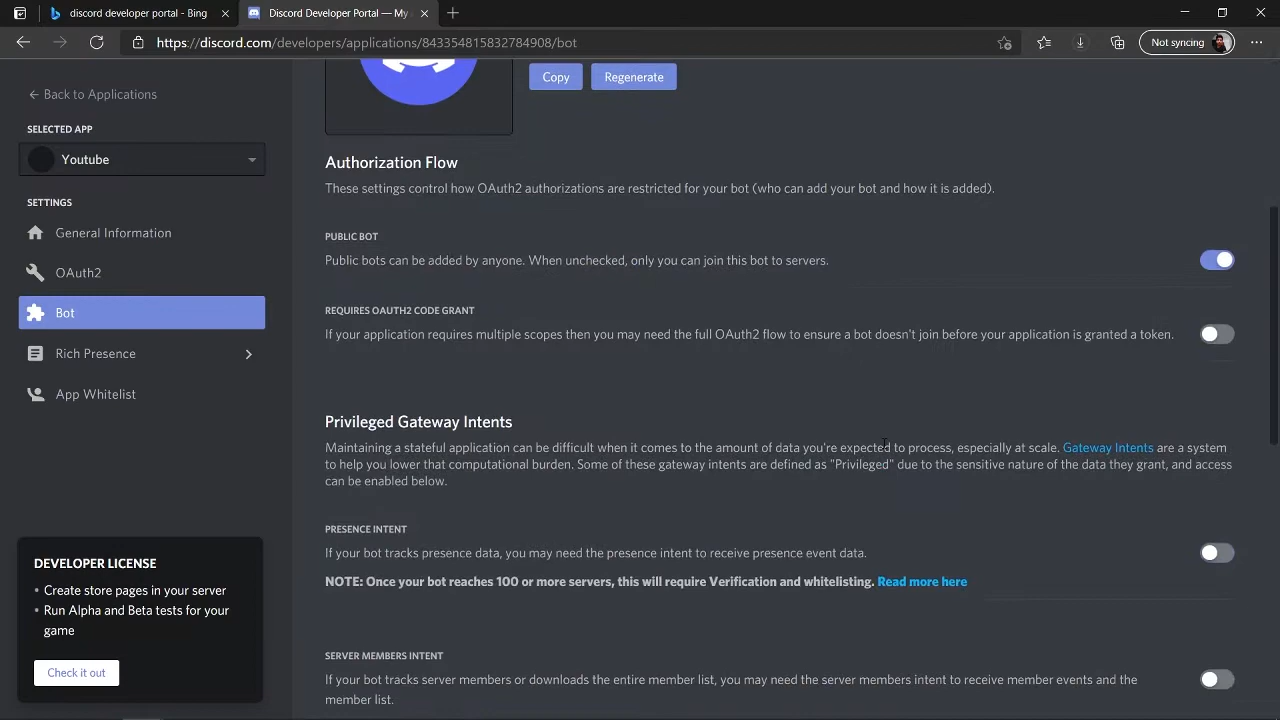 discord developer portal - Bing
Discord Developer Portal — My
https://discord.com/developers/applications/843354815832784908/bot
Not syncing
Back to Applications
SELECTED APP
Youtube
SETTINGS
General Information
OAuth2
Bot
Rich Presence
App Whitelist
DEVELOPER LICENSE
• Create store pages in your server
• Run Alpha and Beta tests for your
game
Check it out
Copy
Regenerate
Authorization Flow
These settings control how OAuth2 authorizations are restricted for your bot (who can add your bot and how it is added).
PUBLIC BOT
Public bots can be added by anyone. When unchecked, only you can join this bot to servers.
REQUIRES OAUTH2 CODE GRANT
If your application requires multiple scopes then you may need the full OAuth2 flow to ensure a bot doesn't join before your application is granted a token.
Privileged Gateway Intents
Maintaining a stateful application can be difficult when it comes to the amount of data you're expected to process, especially at scale. Gateway Intents are a system
to help you lower that computational burden. Some of these gateway intents are defined as "Privileged" due to the sensitive nature of the data they grant, and access
can be enabled below.
PRESENCE INTENT
If your bot tracks presence data, you may need the presence intent to receive presence event data.
NOTE: Once your bot reaches 100 or more servers, this will require Verification and whitelisting. Read more here
SERVER MEMBERS INTENT
If your bot tracks server members or downloads the entire member list, you may need the server members intent to receive member events and the
member list.